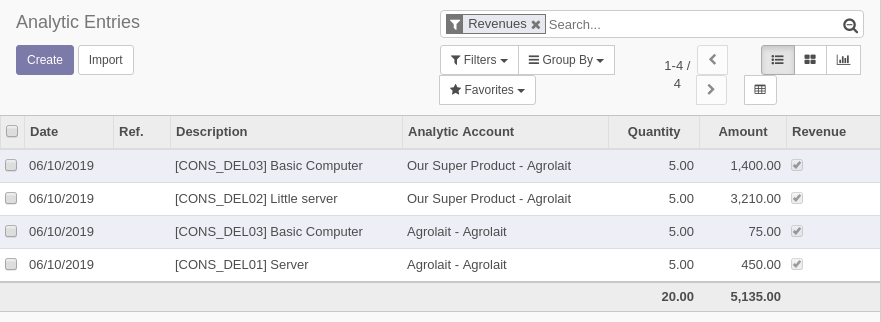 Analytic Entries
Revenues Search...
Create Import
Filters Group By
Favorites
1-4 /
4
Date Ref. Description Analytic Account Quantity Amount Revenue
06/10/2019 [CONS_DEL03] Basic Computer Our Super Product - Agrolait 5.00 1,400.00
06/10/2019 [CONS_DEL02] Little server Our Super Product - Agrolait 5.00 3,210.00
06/10/2019 [CONS_DEL03] Basic Computer Agrolait - Agrolait 5.00 75.00
06/10/2019 [CONS_DEL01] Server Agrolait - Agrolait 5.00 450.00
20.00 5,135.00